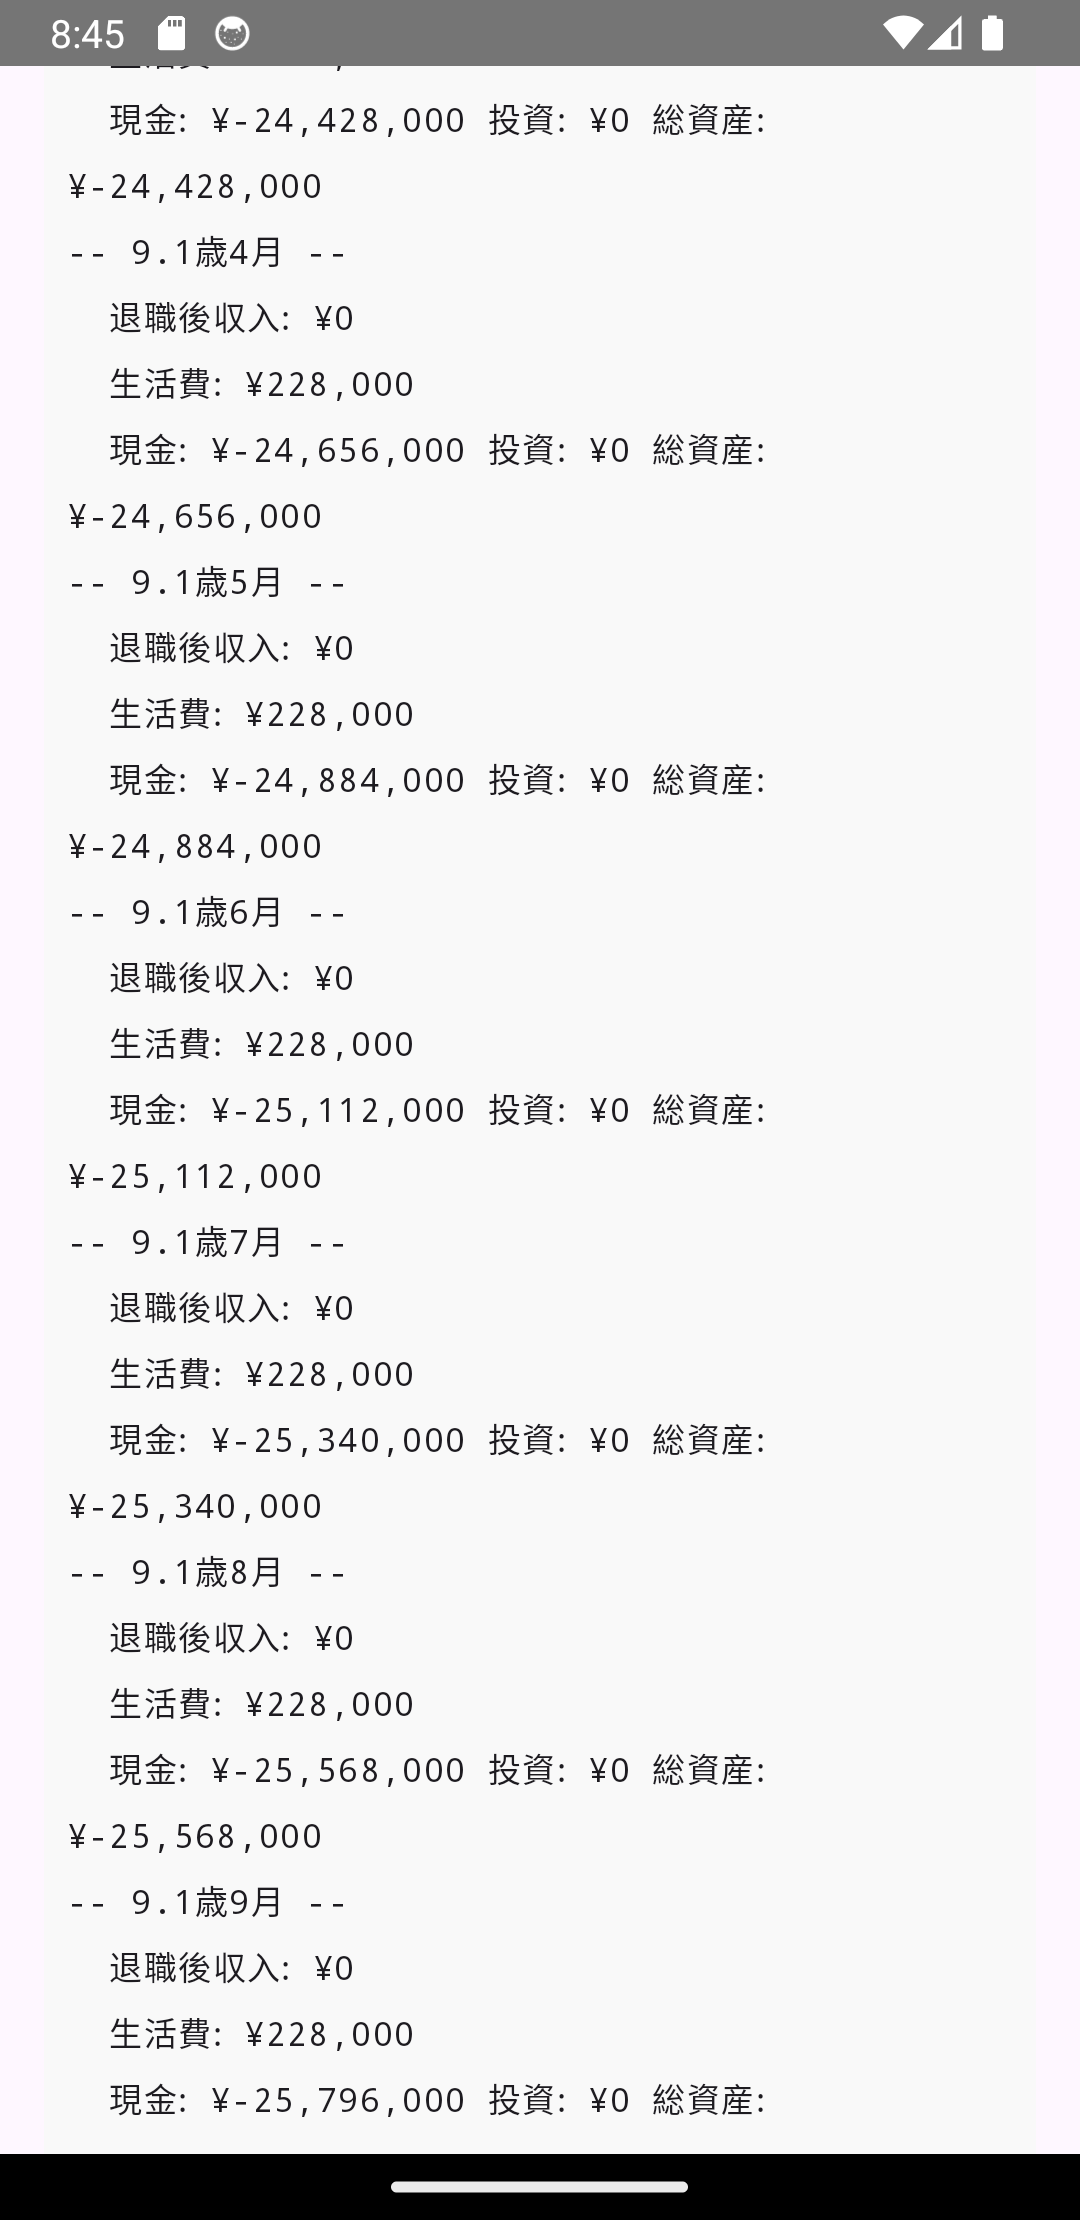 8:45
現金: ¥-24,428,000 投資: ¥0 総資産:
¥-24,428,000
-- 9.1歳4月 --
退職後収入: ¥0
生活費: ¥228,000
現金: ¥-24,656,000 投資: ¥0 総資産:
¥-24,656,000
-- 9.1歳5月 --
退職後収入: ¥0
生活費: ¥228,000
現金: ¥-24,884,000 投資: ¥0 総資産:
¥-24,884,000
-- 9.1歳6月 --
退職後収入: ¥0
生活費: ¥228,000
現金: ¥-25,112,000 投資: ¥0 総資産:
¥-25,112,000
-- 9.1歳7月 --
退職後収入: ¥0
生活費: ¥228,000
現金: ¥-25,340,000 投資: ¥0 総資産:
¥-25,340,000
-- 9.1歳8月 --
退職後収入: ¥0
生活費: ¥228,000
現金: ¥-25,568,000 投資: ¥0 総資産:
¥-25,568,000
-- 9.1歳9月 --
退職後収入: ¥0
生活費: ¥228,000
現金: ¥-25,796,000 投資: ¥0 総資産: